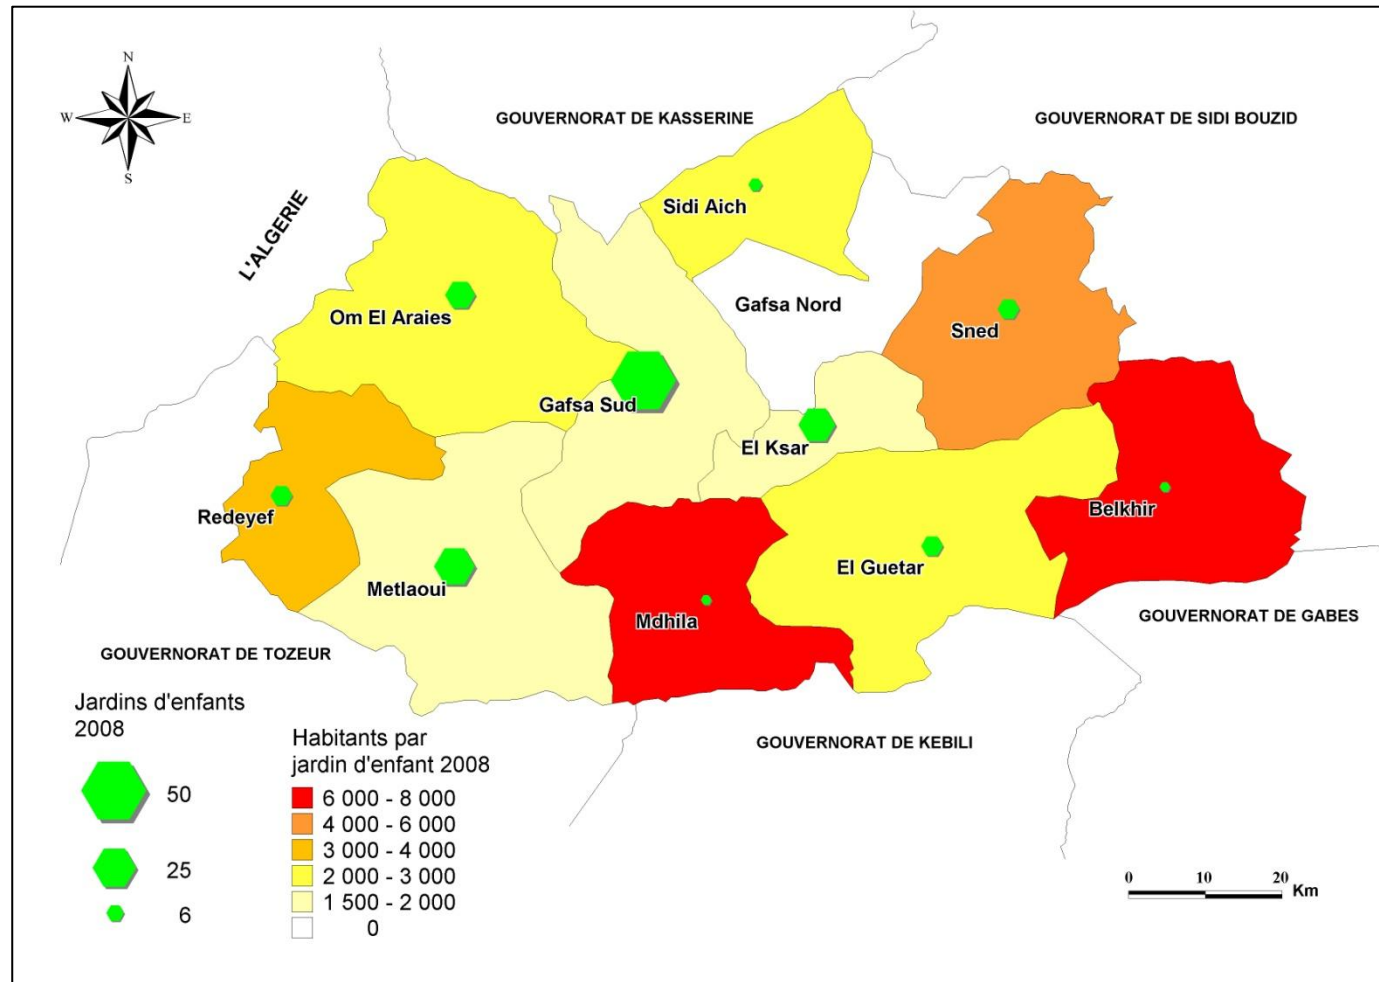 N
W
E
S
GOUVERNORAT DE KASSERINE
GOUVERNORAT DE SIDI BOUZID
L'ALGERIE
Sidi Aich
Gafsa Nord
Om El Araies
Sned
Gafsa Sud
El Ksar
Redeyef
Belkhir
Metlaoui
El Guetar
Mdhila
GOUVERNORAT DE GABES
GOUVERNORAT DE TOZEUR
GOUVERNORAT DE KEBILI
Jardins d'enfants
2008
50
25
6
Habitants par
jardin d'enfant 2008
6 000 - 8 000
4 000 - 6 000
3 000 - 4 000
2 000 - 3 000
1 500 - 2 000
0
0 10 20
Km